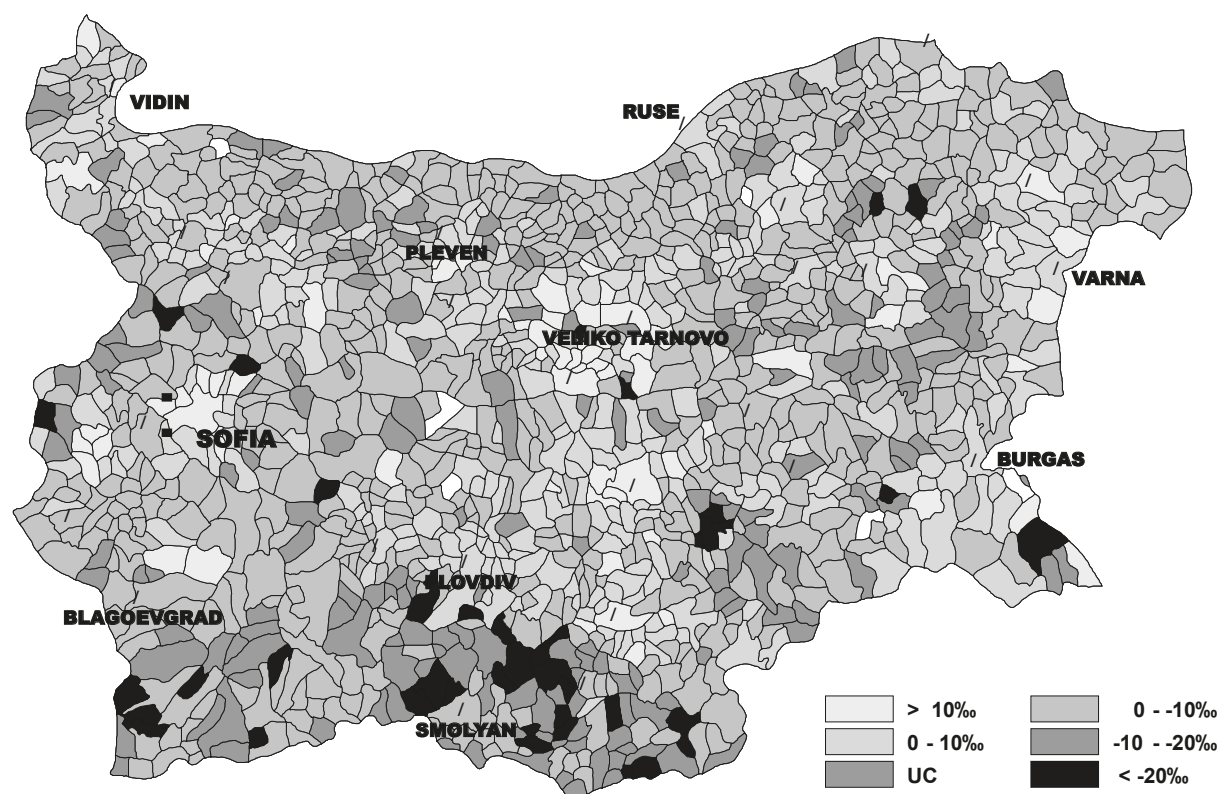 VIDIN
RUSE
PLEVEN
VARNA
VELIKO TARNOVO
SOFIA
BURGAS
PLOVDIV
BLAGOEVGRAD
SMOLYAN
> 10‰
0 - -10‰
0 - 10‰
-10 - -20‰
UC
< -20‰